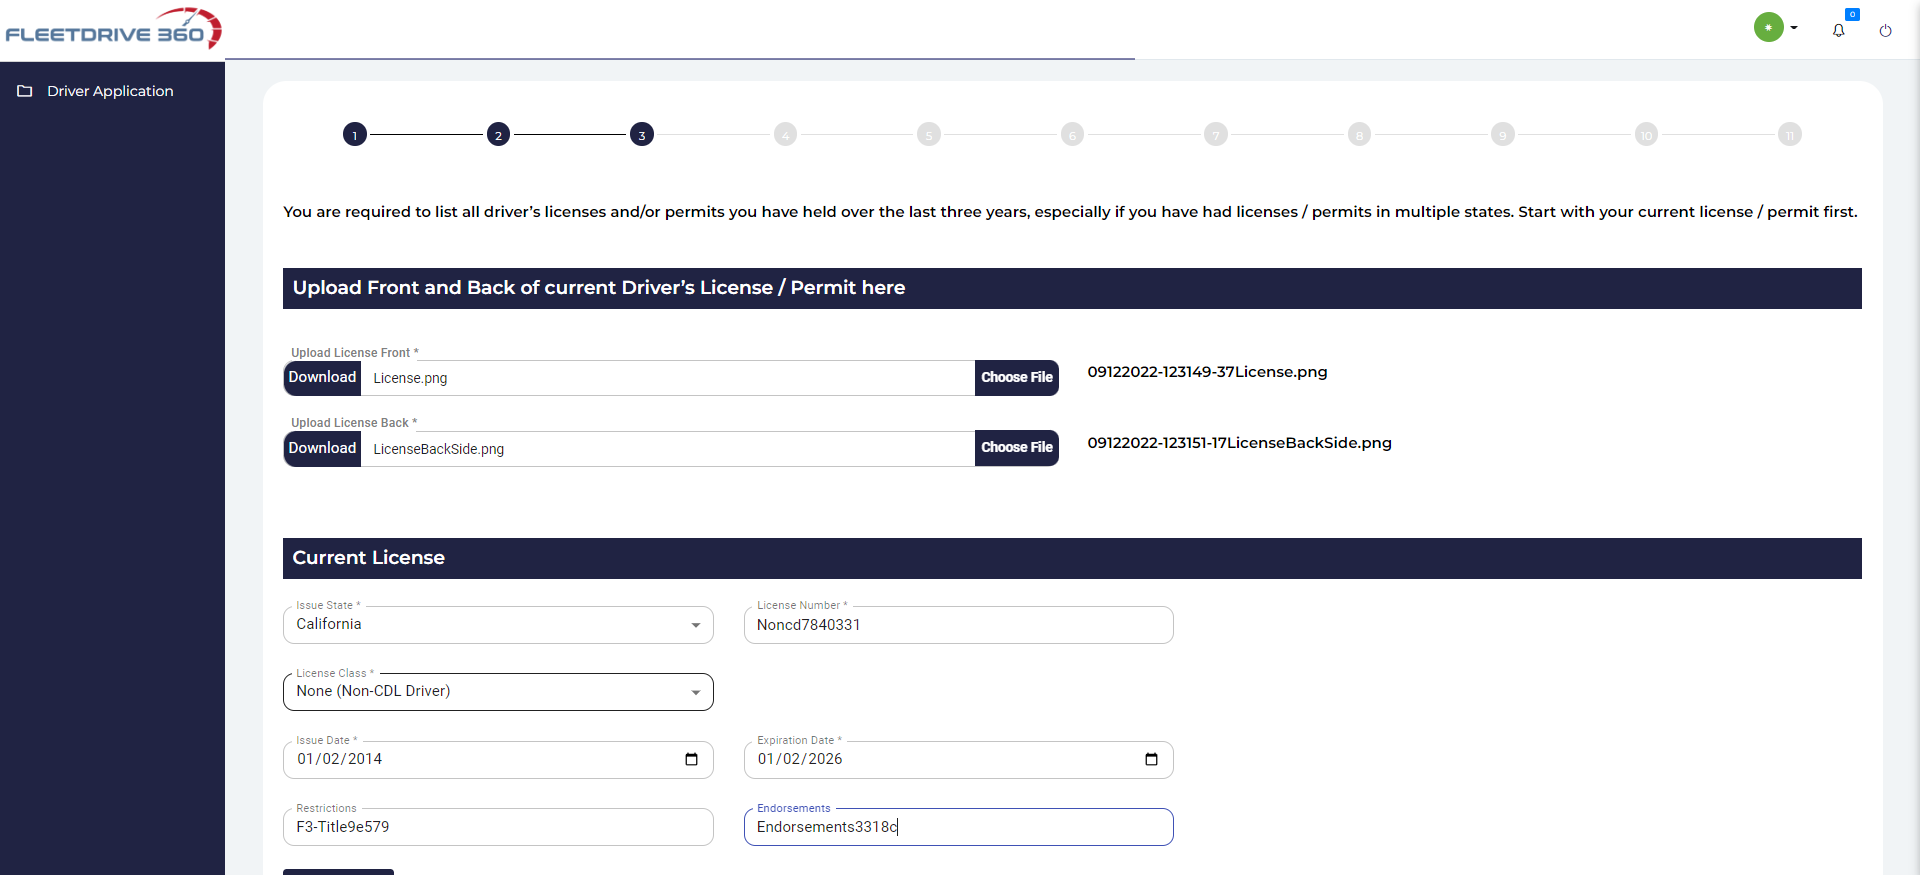 FLEETDRIVE 360
0
Driver Application
1 2 3 4 5 6 7 8 9 10 11
You are required to list all driver's licenses and/or permits you have held over the last three years, especially if you have had licenses / permits in multiple states. Start with your current license / permit first.
Upload Front and Back of current Driver's License / Permit here
Upload License Front *
Download License.png Choose File 09122022-123149-37License.png
Upload License Back *
Download LicenseBackSide.png Choose File 09122022-123151-17LicenseBackSide.png
Current License
Issue State * License Number *
California Noncd7840331
License Class *
None (Non-CDL Driver)
Issue Date * Expiration Date *
01/02/2014 01/02/2026
Restrictions Endorsements
F3-Title9e579 Endorsements3318c